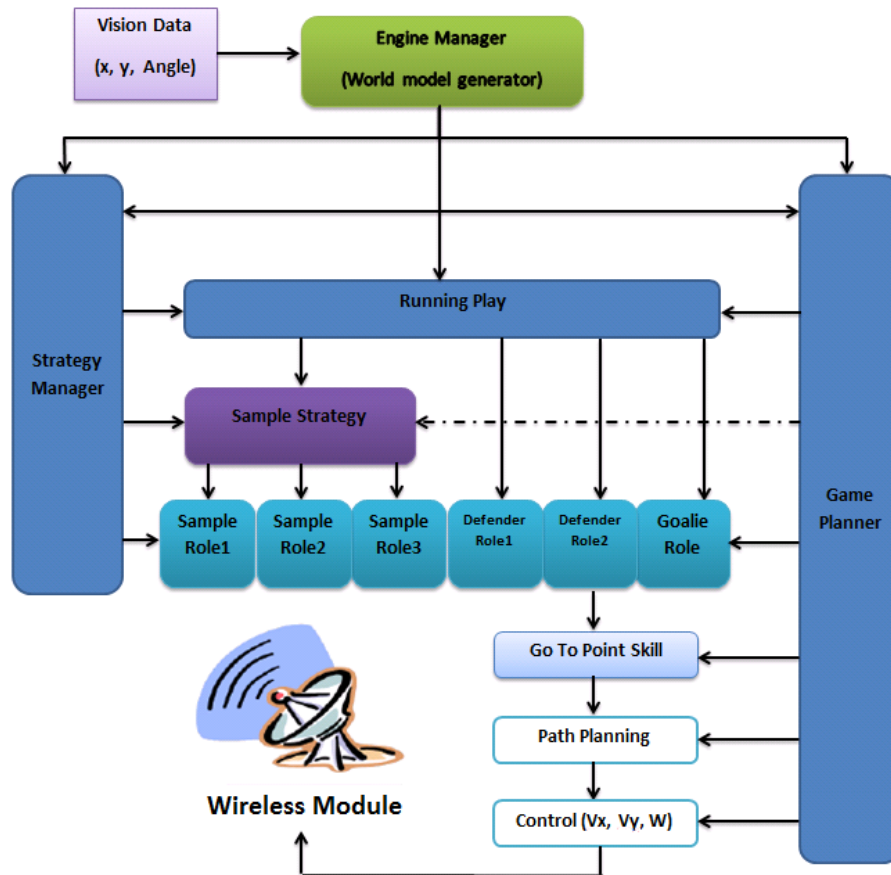 Vision Data
(x, y, Angle)
Engine Manager
(World model generator)
Running Play
Strategy
Manager
Sample Strategy
Game
Planner
Sample
Role1
Sample
Role2
Sample
Role3
Defender
Role1
Defender
Role2
Goalie
Role
Go To Point Skill
Path Planning
Wireless Module
Control (Vx, Vy, W)